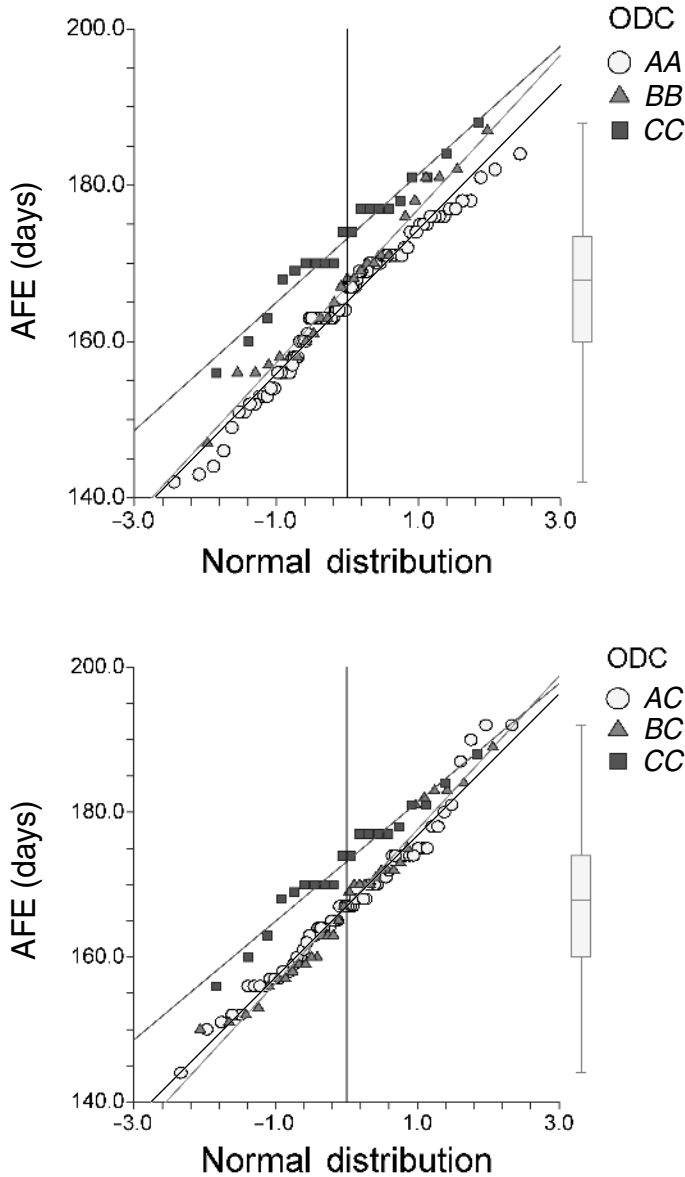 200.0
180.0
160.0
140.0
AFE (days)
−3.0
−1.0
1.0
3.0
Normal distribution
ODC
AA
BB
CC
200.0
180.0
160.0
140.0
AFE (days)
−3.0
−1.0
1.0
3.0
Normal distribution
ODC
AC
BC
CC